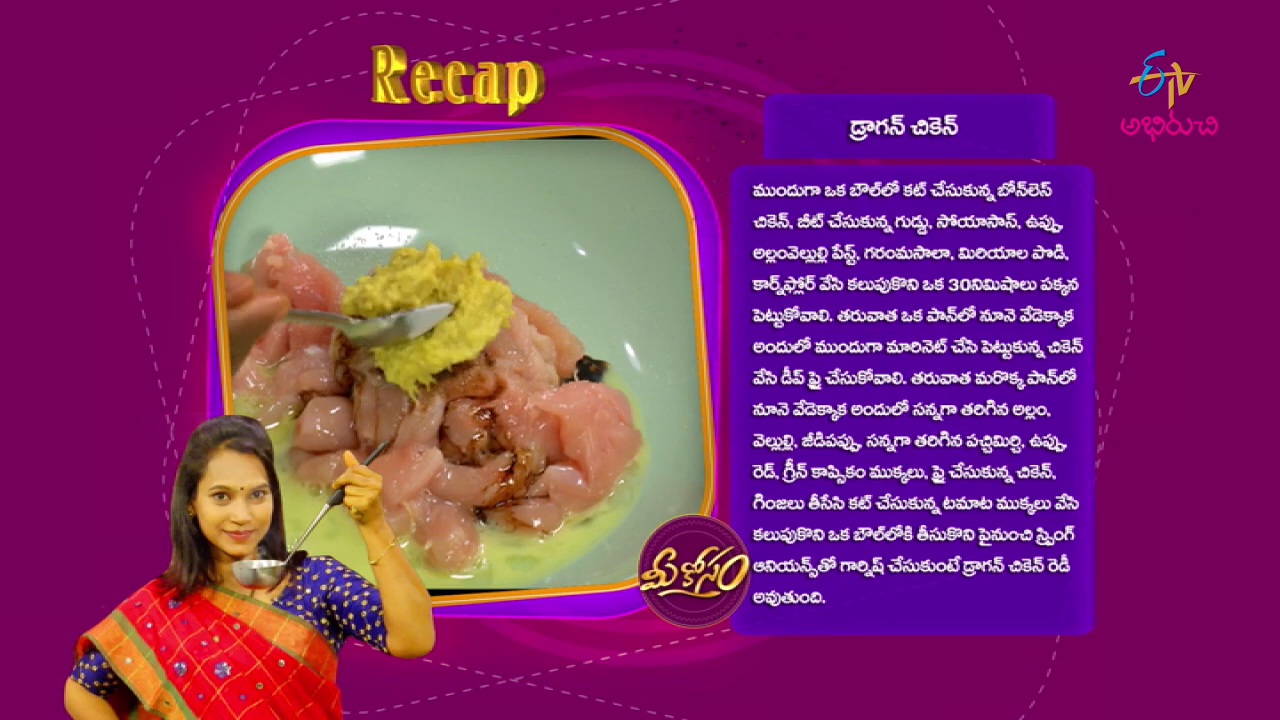 Recap
ETV
అభిరుచి
డ్రాగన్ చికెన్
ముందుగా ఒక బౌల్‌లో కట్ చేసుకున్న బోన్‌లెస్
చికెన్, బీట్ చేసుకున్న గుడ్డు, సోయాసాస్, ఉప్పు,
అల్లంవెల్లుల్లి పేస్ట్, గరంమసాలా, మిరియాల పొడి,
కార్న్‌ఫ్లోర్ వేసి కలుపుకొని ఒక 30నిమిషాలు పక్కన
పెట్టుకోవాలి. తరువాత ఒక పాన్‌లో నూనె వేడెక్కాక
అందులో ముందుగా మారినెట్ చేసి పెట్టుకున్న చికెన్
వేసి డీప్ ఫ్రై చేసుకోవాలి. తరువాత మరొక్క పాన్‌లో
నూనె వేడెక్కాక అందులో సన్నగా తరిగిన అల్లం,
వెల్లుల్లి, జీడిపప్పు, సన్నగా తరిగిన పచ్చిమిర్చి, ఉప్పు,
రెడ్, గ్రీన్ కాప్సికం ముక్కలు, ఫ్రై చేసుకున్న చికెన్,
గింజలు తీసేసి కట్ చేసుకున్న టమాట ముక్కలు వేసి
కలుపుకొని ఒక బౌల్‌లోకి తీసుకొని పైనుంచి స్ప్రింగ్
ఆనియన్స్‌తో గార్నిష్ చేసుకుంటే డ్రాగన్ చికెన్ రెడీ
అవుతుంది.
మీ కోసం